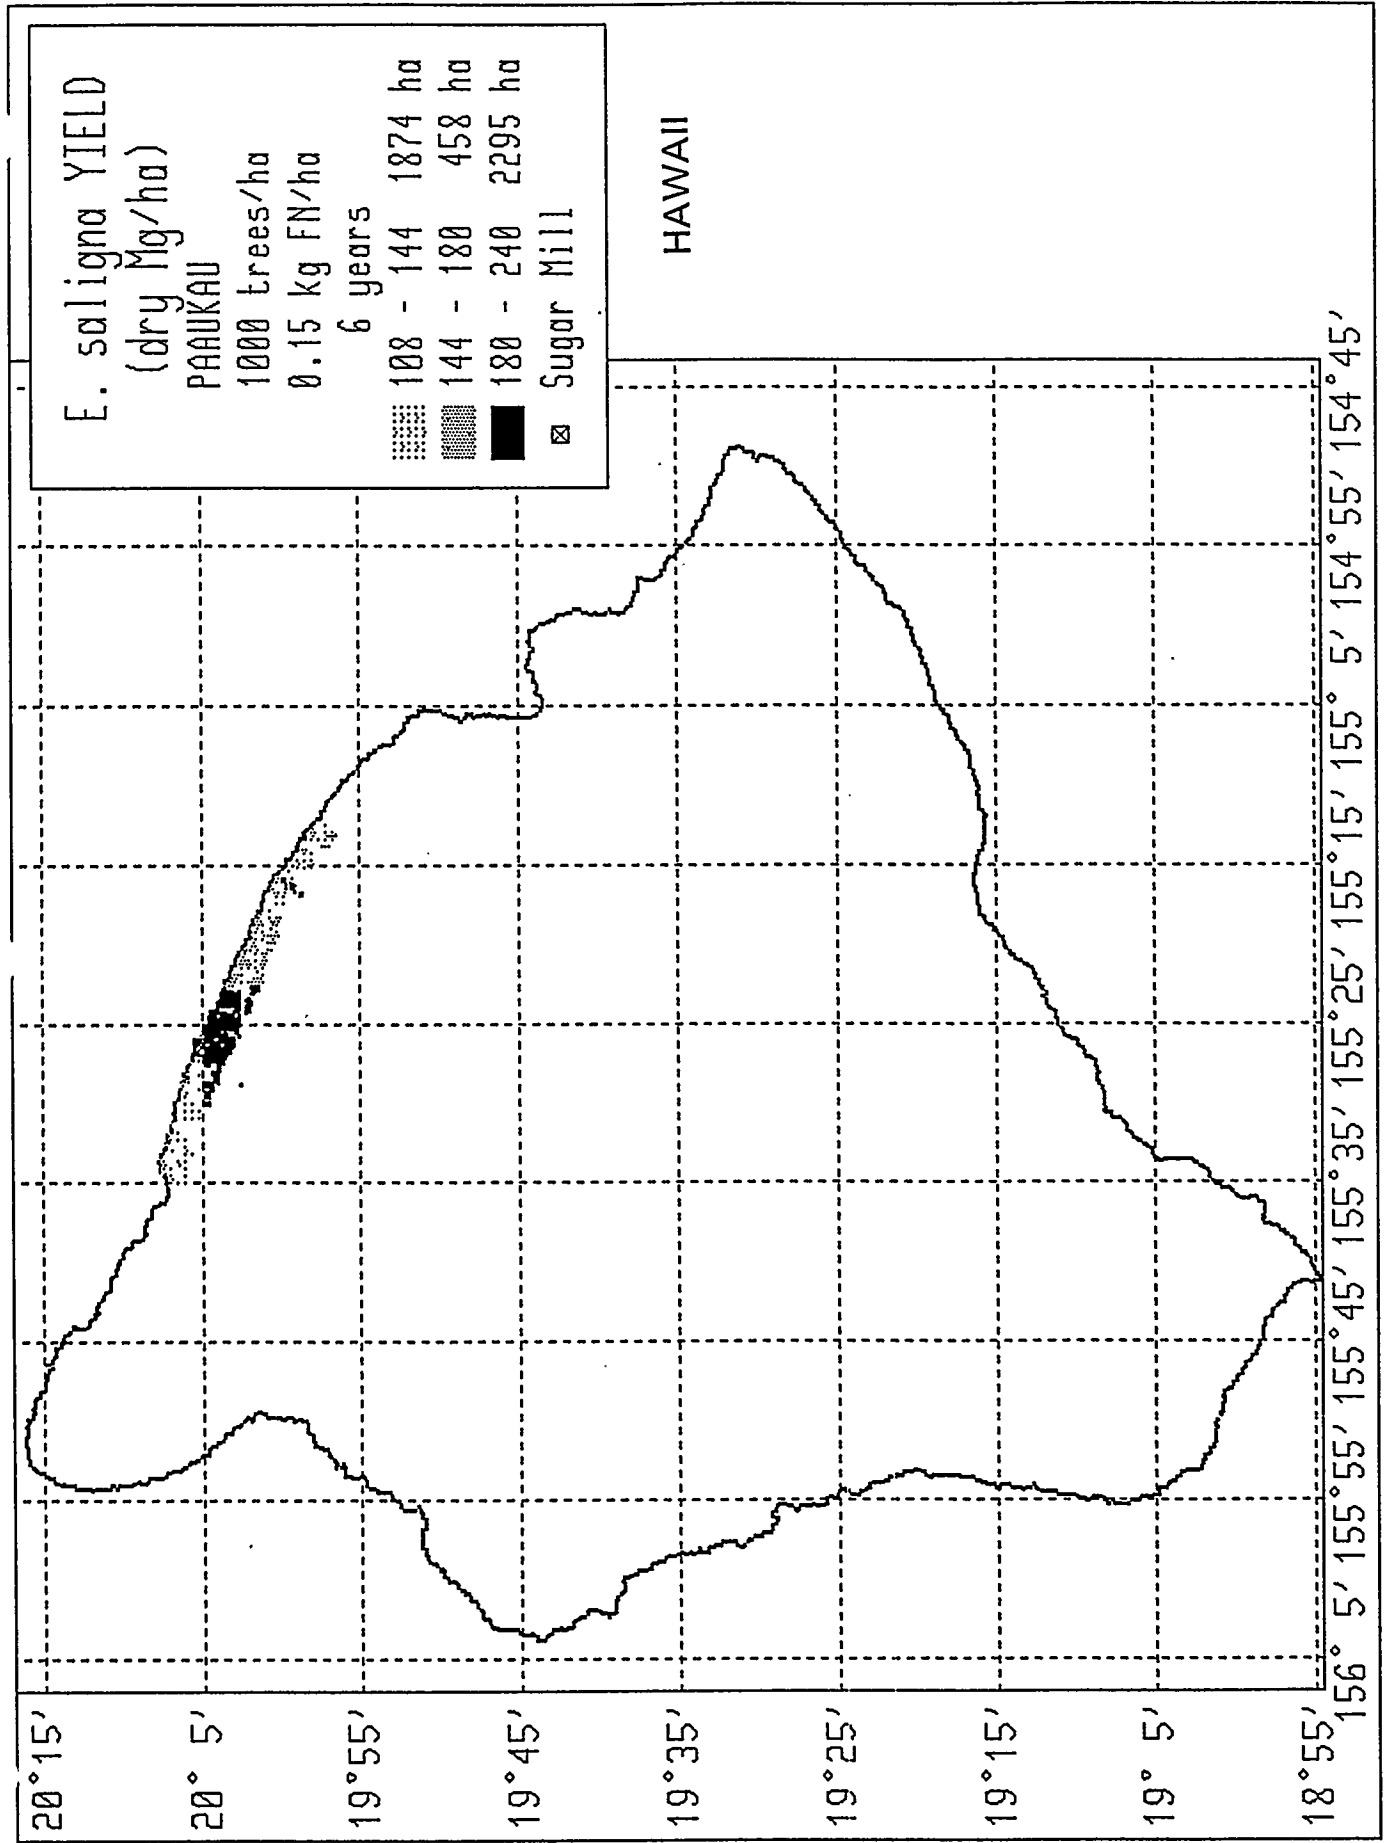 E. saligna YIELD
(dry Mg/ha)
PAAUKAU
1000 trees/ha
0.15 kg FN/ha
6 years
108 - 144 1874 ha
144 - 180 458 ha
180 - 240 2295 ha
Sugar Mill
HAWAII
20°15'
20° 5'
19°55'
19°45'
19°35'
19°25'
19°15'
19° 5'
18°55'
156° 5' 155°55' 155°45' 155°35' 155°25' 155°15' 155° 5' 154°55' 154°45'